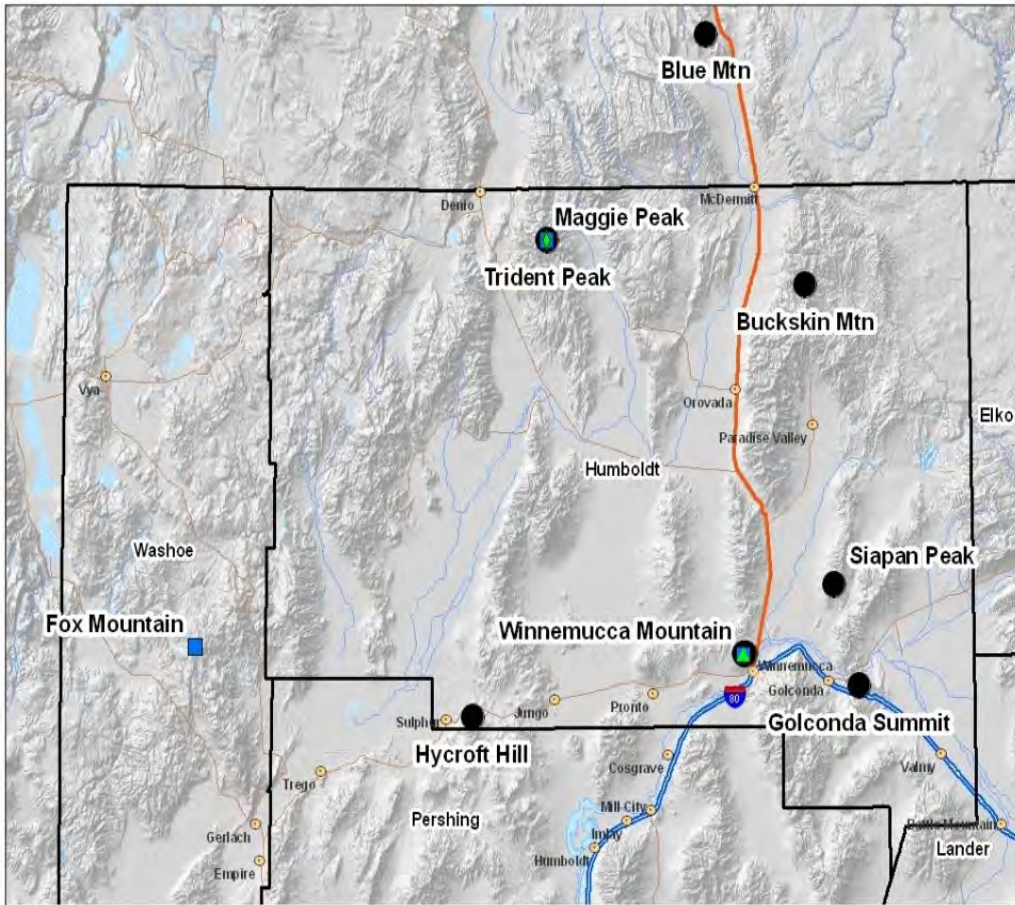 Blue Mtn
McDermitt
Denio
Maggie Peak
Trident Peak
Buckskin Mtn
Vya
Orovada
Elko
Paradise Valley
Humboldt
Washoe
Siapan Peak
Fox Mountain
Winnemucca Mountain
Winnemucca
Golconda
80
Jungo
Pronto
Sulpher
Golconda Summit
Hycroft Hill
Cosgrave
Valmy
Trego
Mill-City
Pershing
Imlay
Battle Mountain
Gerlach
Lander
Humboldt
Empire